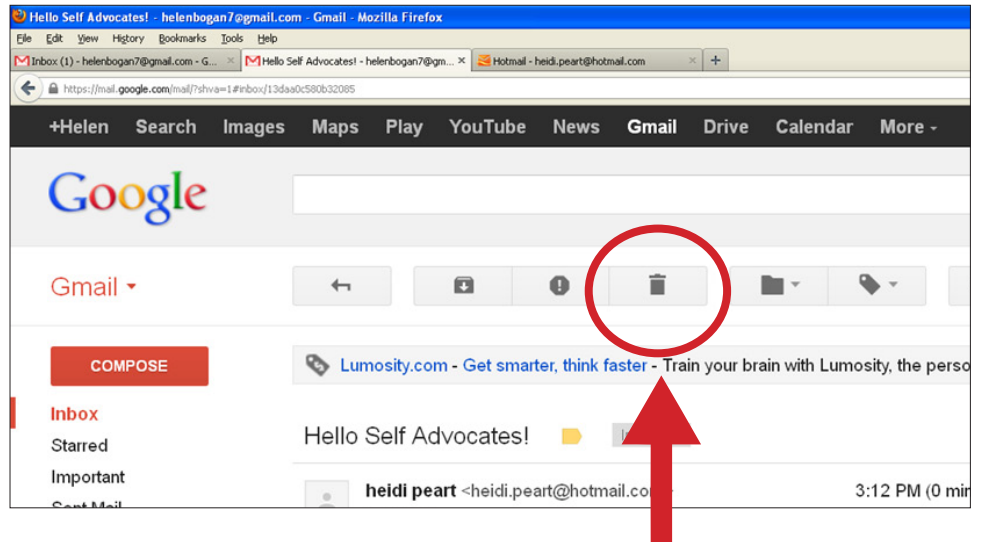 Hello Self Advocates! - helenbogan7@gmail.com - Gmail - Mozilla Firefox
File Edit View History Bookmarks Tools Help
Inbox (1) - helenbogan7@gmail.com - G... × Hello Self Advocates! - helenbogan7@gm... × Hotmail - heidi.peart@hotmail.com × +
https://mail.google.com/mail/?shva=1#inbox/13daa0c580b32085
+Helen Search Images Maps Play YouTube News Gmail Drive Calendar More
Google
Gmail
COMPOSE
Lumosity.com - Get smarter, think faster - Train your brain with Lumosity, the perso
Inbox
Starred
Important
Sent Mail
Hello Self Advocates!
heidi peart <heidi.peart@hotmail.co
3:12 PM (0 min